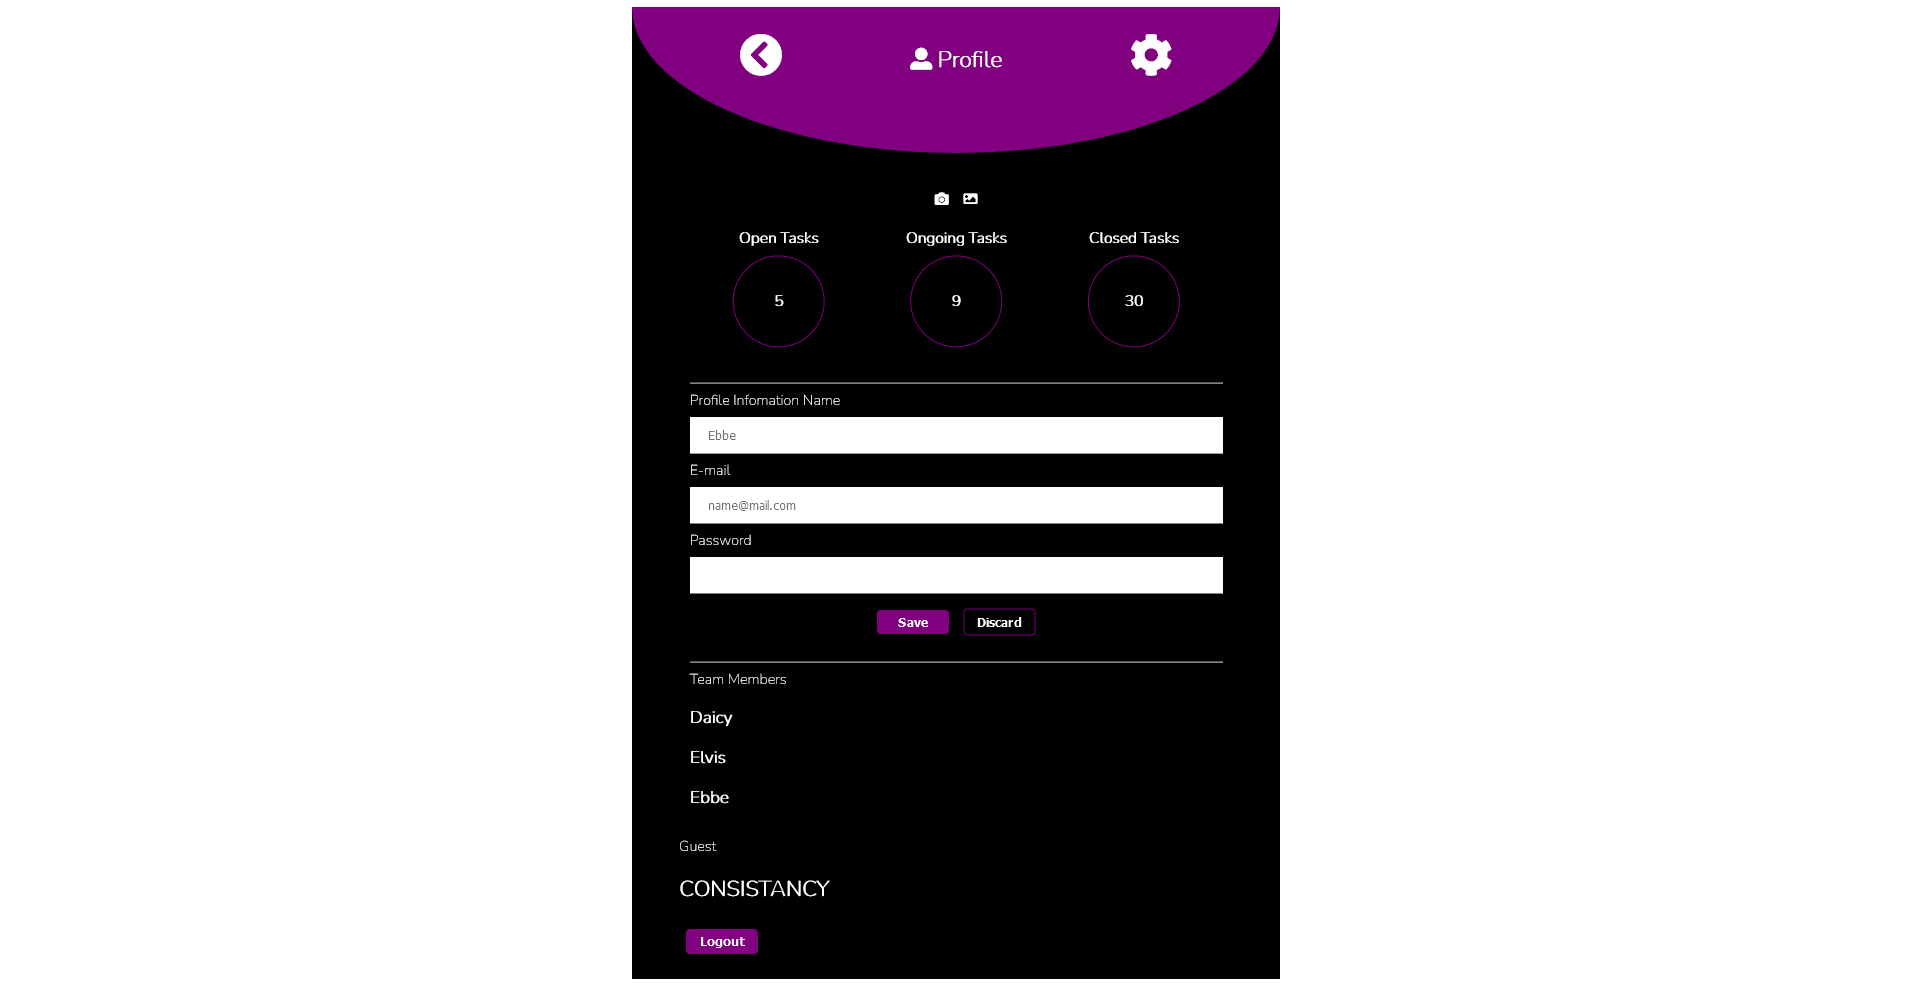 Profile
Open Tasks Ongoing Tasks Closed Tasks
5 9 30
Profile Infomation Name
Ebbe
E-mail
name@mail.com
Password
Save Discard
Team Members
Daicy
Elvis
Ebbe
Guest
CONSISTANCY
Logout